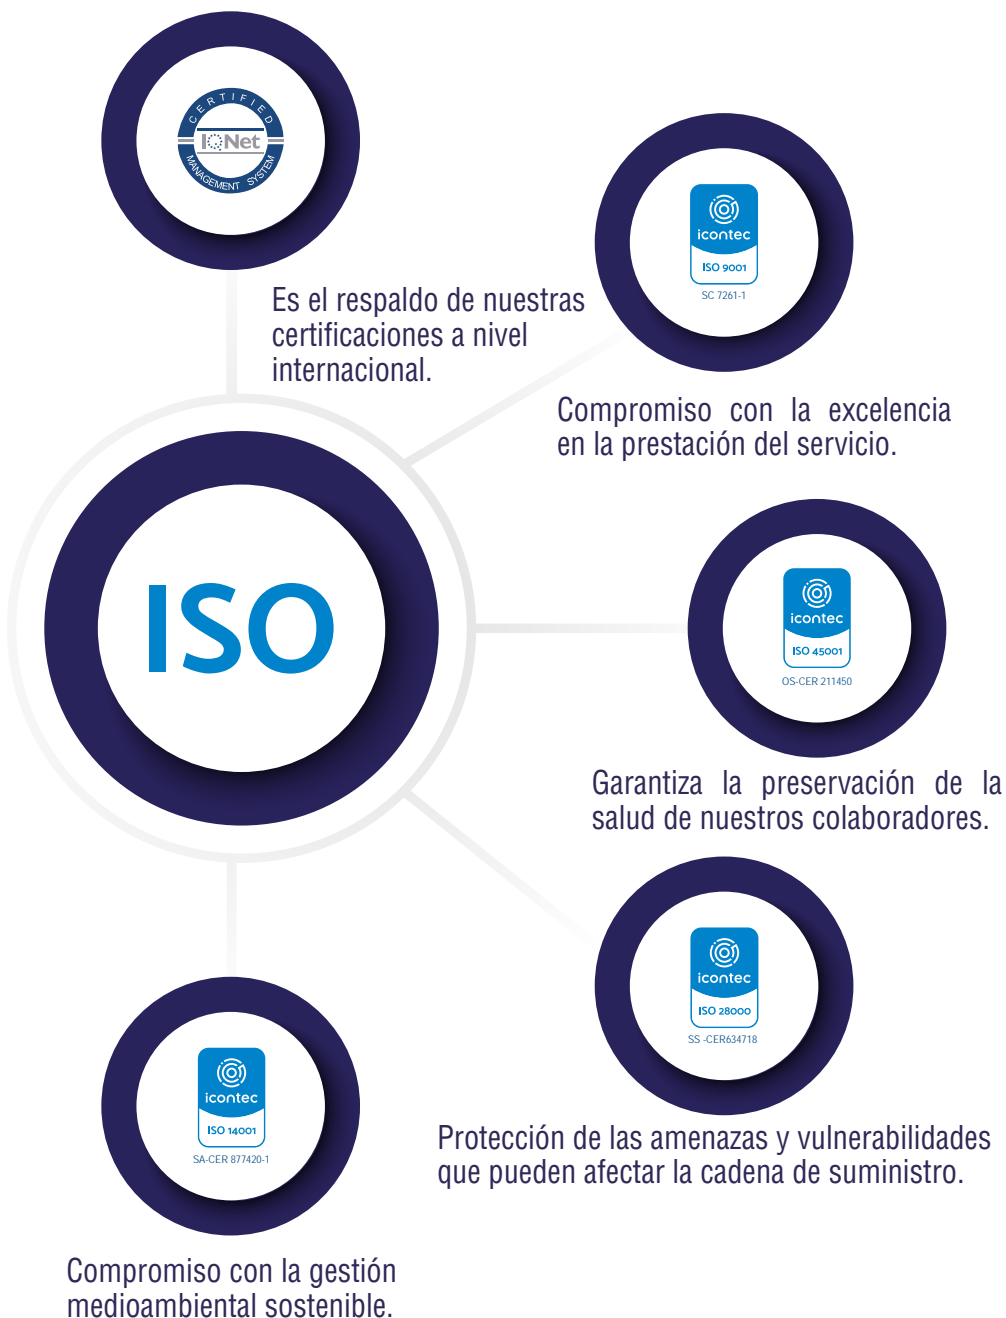 CERTIFIED
IQNet
MANAGEMENT SYSTEM
Es el respaldo de nuestras
certificaciones a nivel
internacional.
icontec
ISO 9001
SC 7261-1
Compromiso con la excelencia
en la prestación del servicio.
ISO
icontec
ISO 45001
OS-CER 211450
Garantiza la preservación de la
salud de nuestros colaboradores.
icontec
ISO 28000
SS -CER634718
Protección de las amenazas y vulnerabilidades
que pueden afectar la cadena de suministro.
icontec
ISO 14001
SA-CER 877420-1
Compromiso con la gestión
medioambiental sostenible.